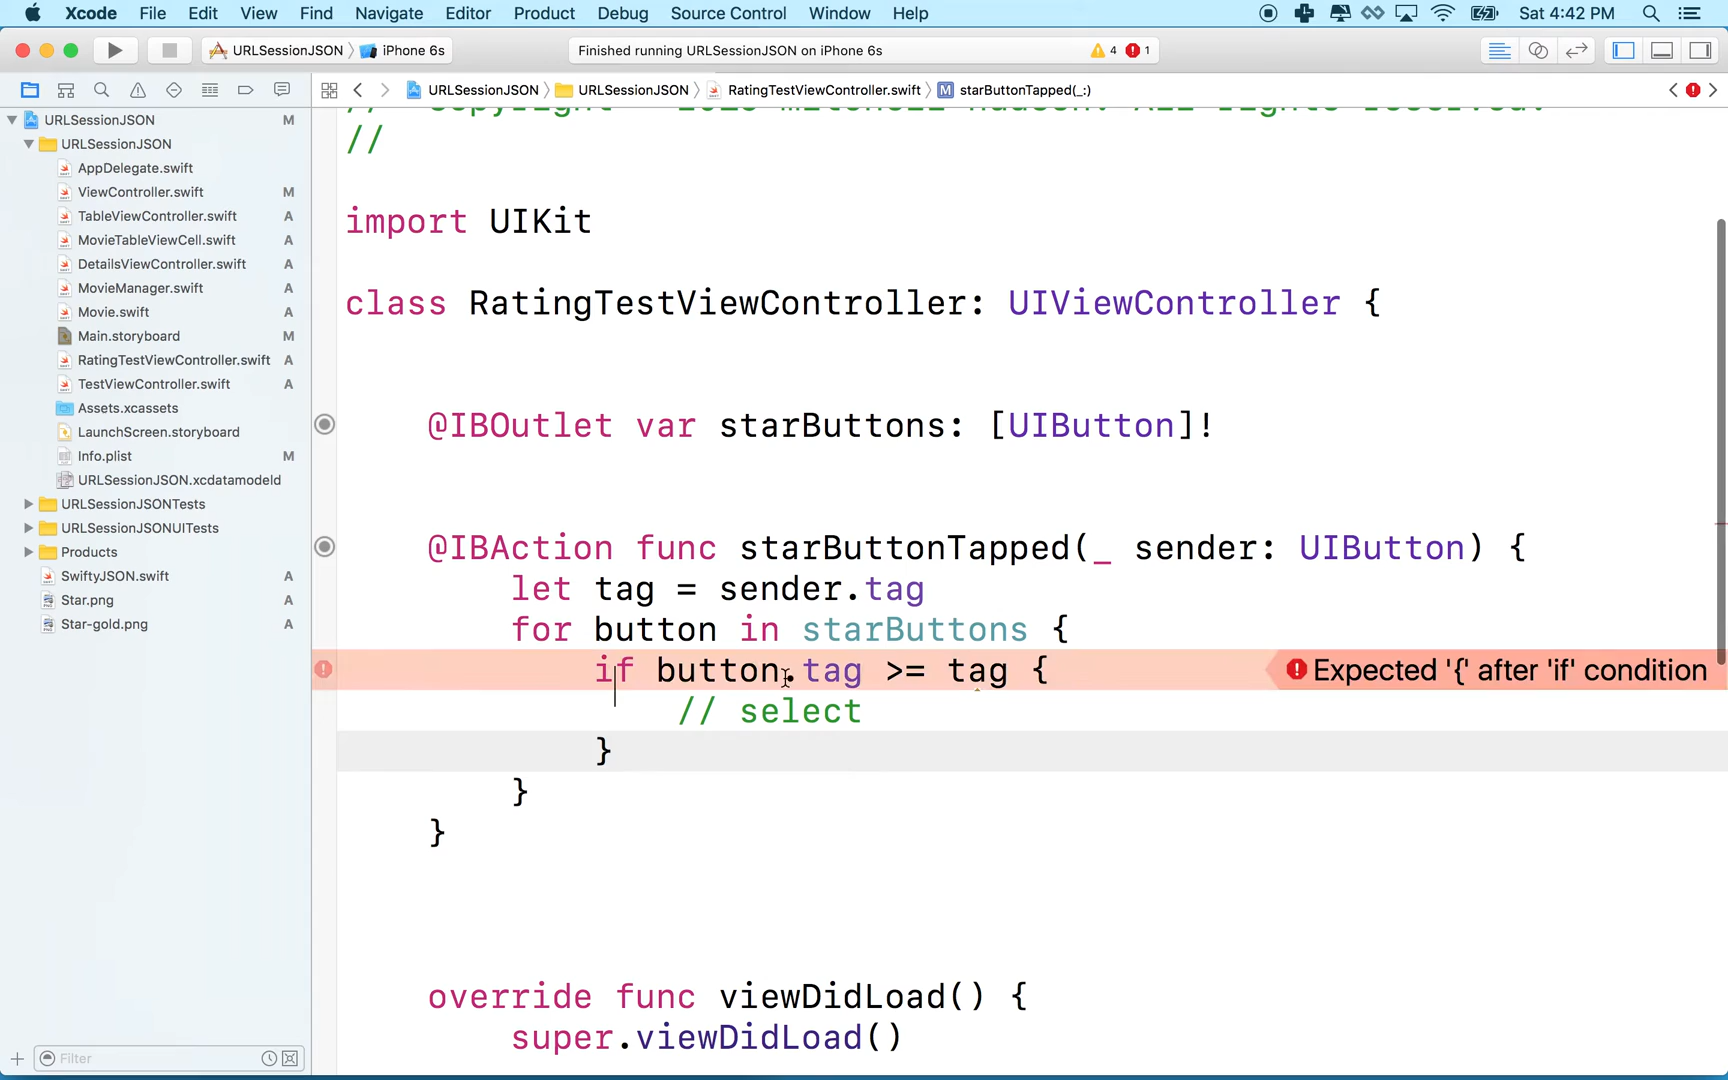 Xcode File Edit View Find Navigate Editor Product Debug Source Control Window Help Sat 4:42 PM
URLSessionJSON iPhone 6s Finished running URLSessionJSON on iPhone 6s 4 1
URLSessionJSON URLSessionJSON RatingTestViewController.swift M starButtonTapped(_:)
URLSessionJSON M
URLSessionJSON
AppDelegate.swift
ViewController.swift M
TableViewController.swift A
MovieTableViewCell.swift A
DetailsViewController.swift A
MovieManager.swift A
Movie.swift A
Main.storyboard M
RatingTestViewController.swift A
TestViewController.swift A
Assets.xcassets
LaunchScreen.storyboard
Info.plist M
URLSessionJSON.xcdatamodeld
URLSessionJSONTests
URLSessionJSONUITests
Products
SwiftyJSON.swift A
Star.png A
Star-gold.png A
Filter
//
import UIKit
class RatingTestViewController: UIViewController {
@IBOutlet var starButtons: [UIButton]!
@IBAction func starButtonTapped(_ sender: UIButton) {
let tag = sender.tag
for button in starButtons {
if button.tag >= tag {
Expected '{' after 'if' condition
// select
}
}
}
override func viewDidLoad() {
super.viewDidLoad()